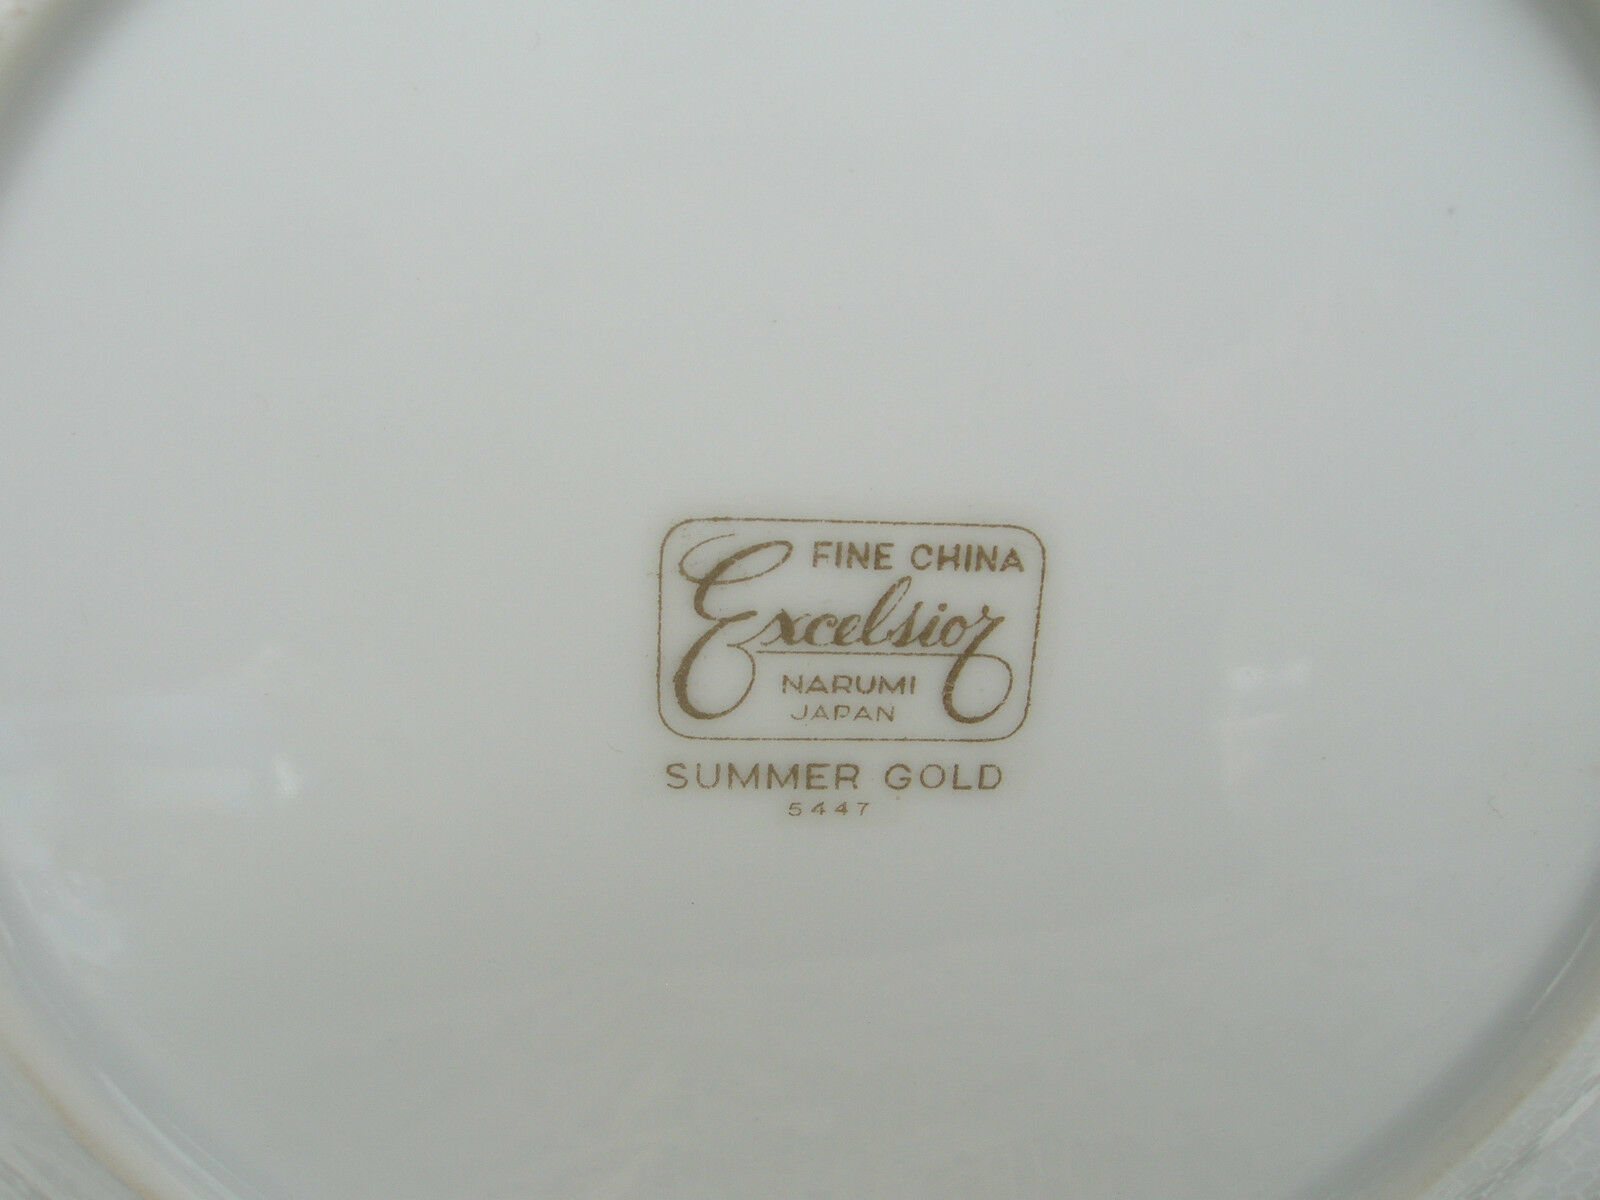 FINE CHINA
Excelsior
NARUMI
JAPAN
SUMMER GOLD
5447